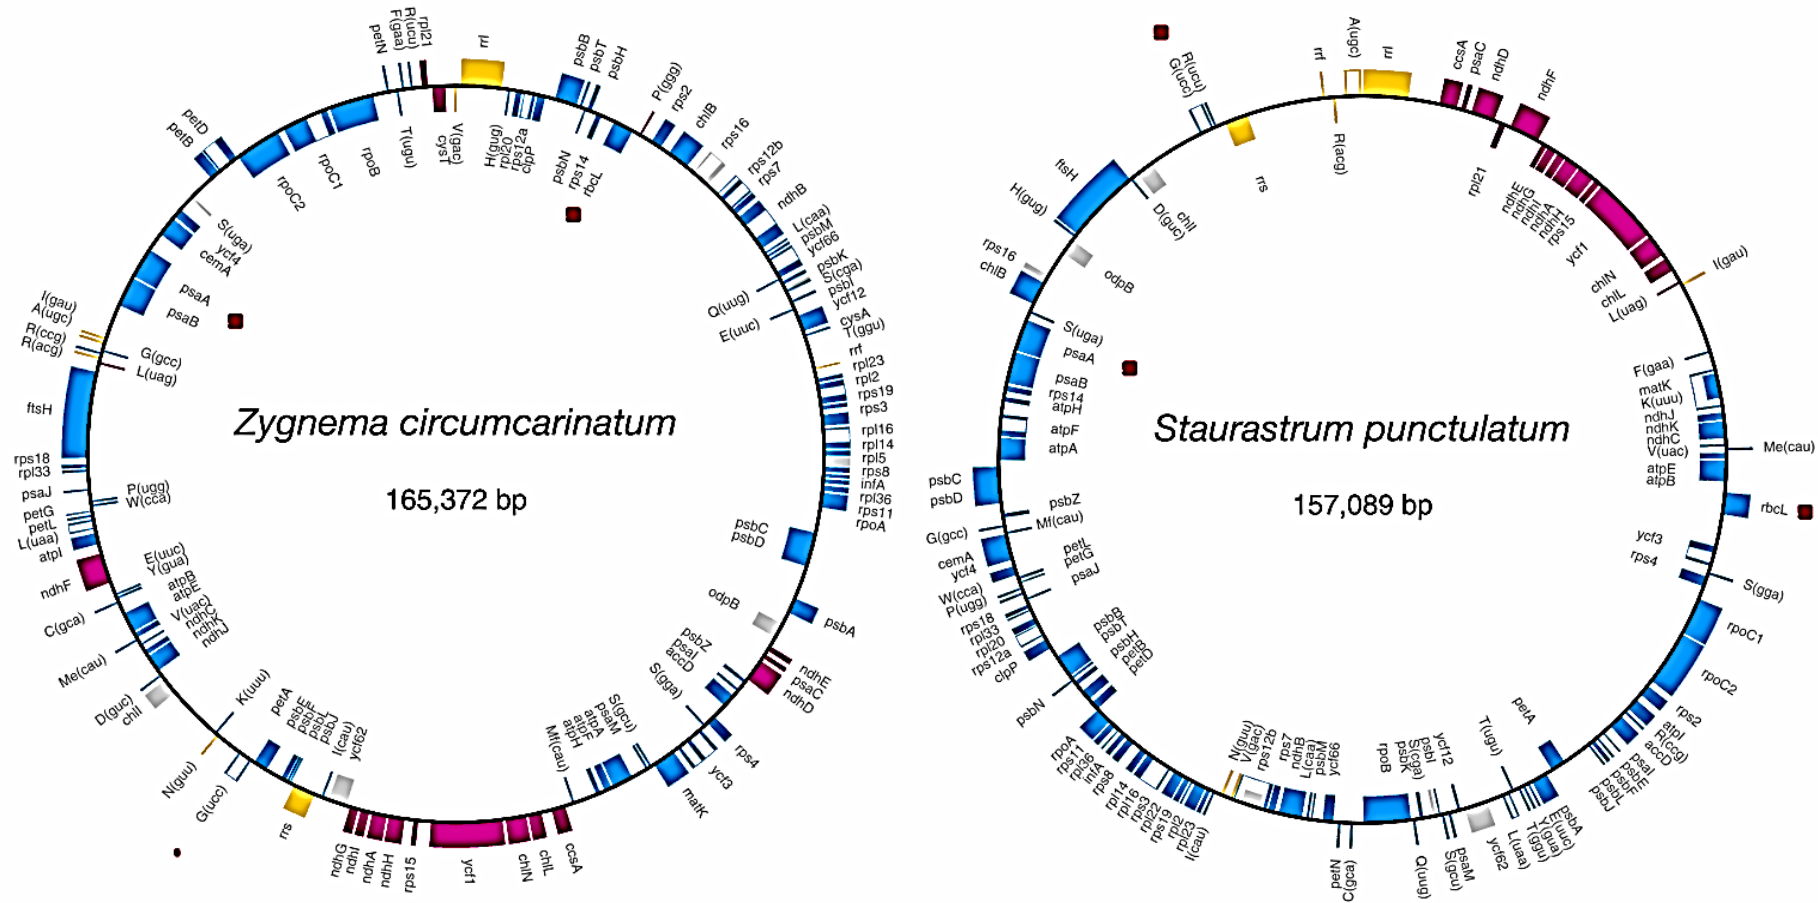 petN
F(gaa)
R(ucu)
rpl21
rrl
psbB
psbT
psbH
P(ggg)
rps2
chlB
rps16
rps12b
rps7
ndhB
L(caa)
psbM
ycf66
psbK
S(cga)
psbI
ycf12
cysA
T(ggu)
rrf
rpl23
rpl2
rps19
rps3
rpl16
rpl14
rpl5
rps8
infA
rpl36
rps11
rpoA
psbA
ndhE
psaC
ndhD
rps4
ycf3
matK
ccsA
chlL
chlN
ycf1
rps15
ndhH
ndhA
ndhI
ndhG
rrs
G(ucc)
N(guu)
chlI
D(guc)
Me(cau)
C(gca)
ndhF
atpI
L(uaa)
petL
petG
psaJ
rpl33
rps18
ftsH
R(acg)
R(ccg)
A(ugc)
I(gau)
petB
petD
rpoC2
rpoC1
rpoB
T(ugu)
cysT
V(gac)
H(gug)
rpl20
rps12a
clpP
psbN
rps14
rbcL
Q(uug)
E(uuc)
psbC
psbD
odpB
psbZ
psaI
accD
S(gga)
S(gcu)
psaM
atpA
atpF
atpH
Mf(cau)
ycf62
I(cau)
psbJ
psbL
psbF
psbE
petA
K(uuu)
ndhJ
ndhK
ndhC
V(uac)
atpE
atpB
Y(gua)
E(uuc)
W(cca)
P(ugg)
L(uag)
G(gcc)
psaB
psaA
cemA
ycf4
S(uga)
Zygnema circumcarinatum
165,372 bp
G(ucc)
R(ucu)
rrf
A(ugc)
rrl
ccsA
psaC
ndhD
ndhF
I(gau)
Me(cau)
rbcL
S(gga)
rpoC1
rpoC2
rps2
atpI
R(ccg)
accD
psaI
psbE
psbF
psbL
psbJ
psbA
E(uuc)
Y(gua)
T(ggu)
L(uaa)
ycf62
psaM
S(gcu)
Q(uug)
C(gca)
petN
I(cau)
rpl23
rpl2
rps19
rpl22
rps3
rpl16
rpl14
rps8
infA
rpl36
rps11
rpoA
psbN
clpP
rps12a
rpl20
rpl33
rps18
P(ugg)
W(cca)
ycf4
cemA
G(gcc)
psbD
psbC
chlB
rps16
H(gug)
ftsH
chlI
D(guc)
rrs
R(acg)
rpl21
ndhE
ndhG
ndhI
ndhA
ndhH
rps15
ycf1
chlN
chlL
L(uag)
F(gaa)
matK
K(uuu)
ndhJ
ndhK
ndhC
V(uac)
atpE
atpB
ycf3
rps4
petA
T(ugu)
ycf12
psbI
S(cga)
psbK
rpoB
ycf66
psbM
L(caa)
ndhB
rps7
rps12b
V(gac)
N(guu)
petD
petB
psbH
psbT
psbB
psaJ
petG
petL
Mf(cau)
psbZ
atpA
atpF
atpH
rps14
psaB
psaA
S(uga)
odpB
Staurastrum punctulatum
157,089 bp